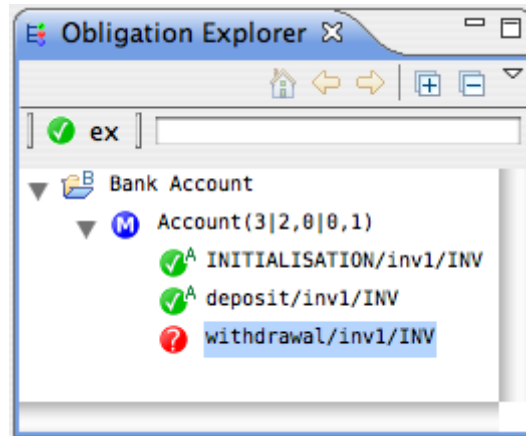 Obligation Explorer
ex
B
Bank Account
M Account(3|2,0|0,1)
A INITIALISATION/inv1/INV
A deposit/inv1/INV
? withdrawal/inv1/INV